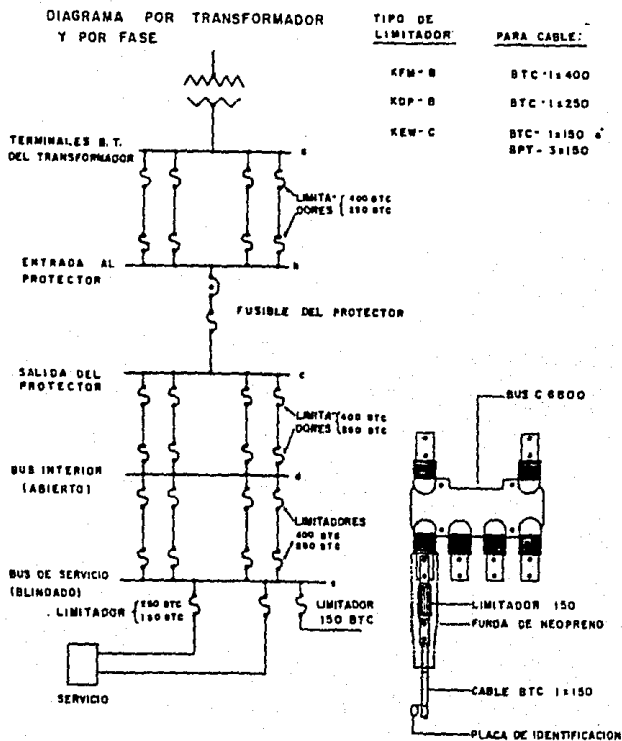 DIAGRAMA POR TRANSFORMADOR
Y POR FASE
TIPO DE
LIMITADOR
PARA CABLE:
KFM-B
BTC-1x400
KDP-B
BTC-1x250
KEW-C
BTC-1x150 o'
BPT-3x150
TERMINALES B.T.
DEL TRANSFORMADOR
a
LIMITA-
DORES
400 BTC
250 BTC
ENTRADA AL
PROTECTOR
b
FUSIBLE DEL PROTECTOR
SALIDA DEL
PROTECTOR
c
LIMITA-
DORES
400 BTC
250 BTC
BUS INTERIOR
(ABIERTO)
d
LIMITADORES
400 BTC
250 BTC
BUS DE SERVICIO
(BLINDADO)
e
LIMITADOR
250 BTC
150 BTC
LIMITADOR
150 BTC
SERVICIO
BUS C 6600
LIMITADOR 150
FUNDA DE NEOPRENO
CABLE BTC 1x150
PLACA DE IDENTIFICACION